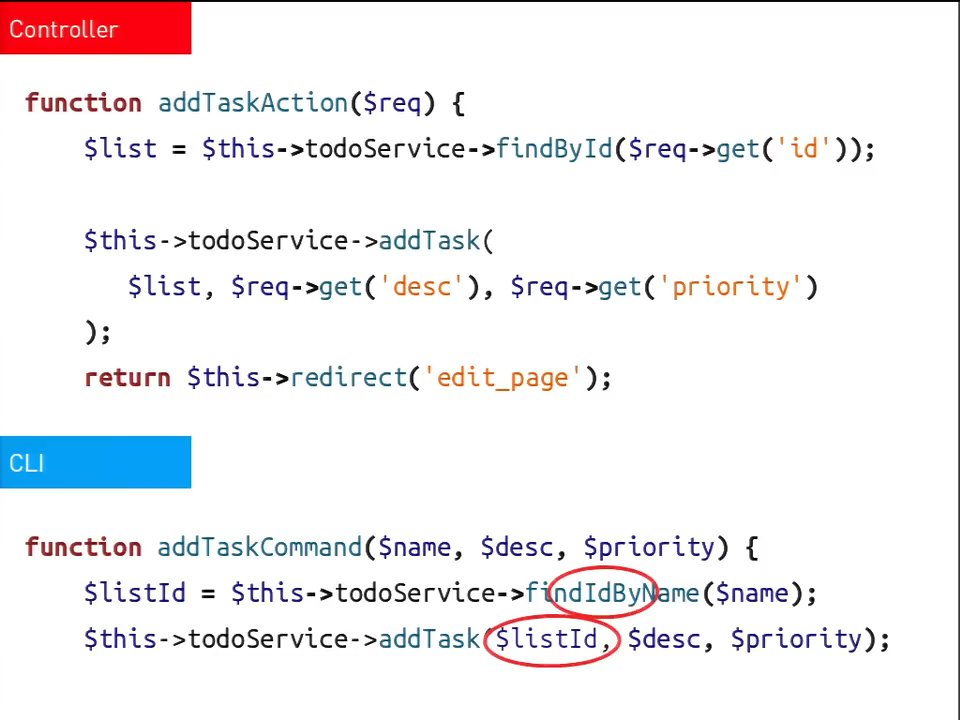 Controller
function addTaskAction($req) {
$list = $this->todoService->findById($req->get('id'));
$this->todoService->addTask(
$list, $req->get('desc'), $req->get('priority')
);
return $this->redirect('edit_page');
CLI
function addTaskCommand($name, $desc, $priority) {
$listId = $this->todoService->findIdByName($name);
$this->todoService->addTask($listId, $desc, $priority);